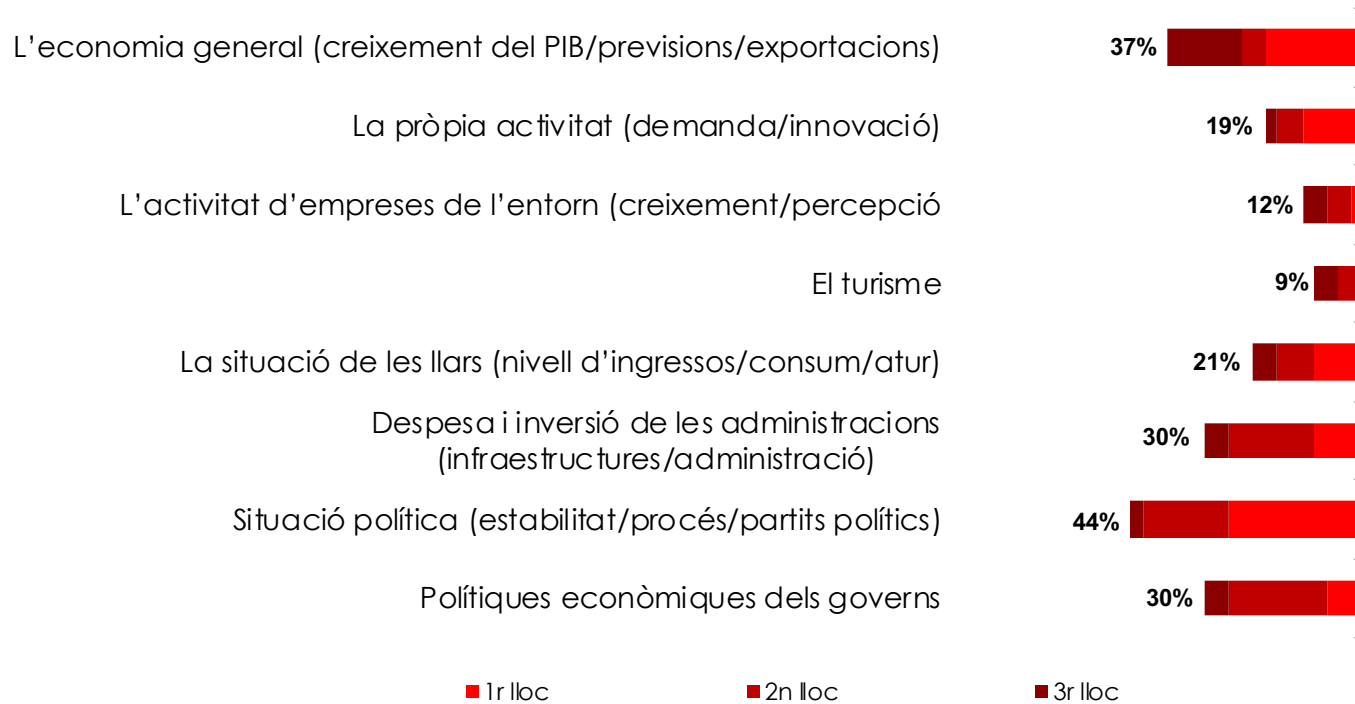 L’economia general (creixement del PIB/previsions/exportacions) 37%
La pròpia activitat (demanda/innovació) 19%
L’activitat d’empreses de l’entorn (creixement/percepció 12%
El turisme 9%
La situació de les llars (nivell d’ingressos/consum/atur) 21%
Despesa i inversió de les administracions
(infraestructures/administració) 30%
Situació política (estabilitat/procés/partits polítics) 44%
Polítiques econòmiques dels governs 30%
1r lloc 2n lloc 3r lloc